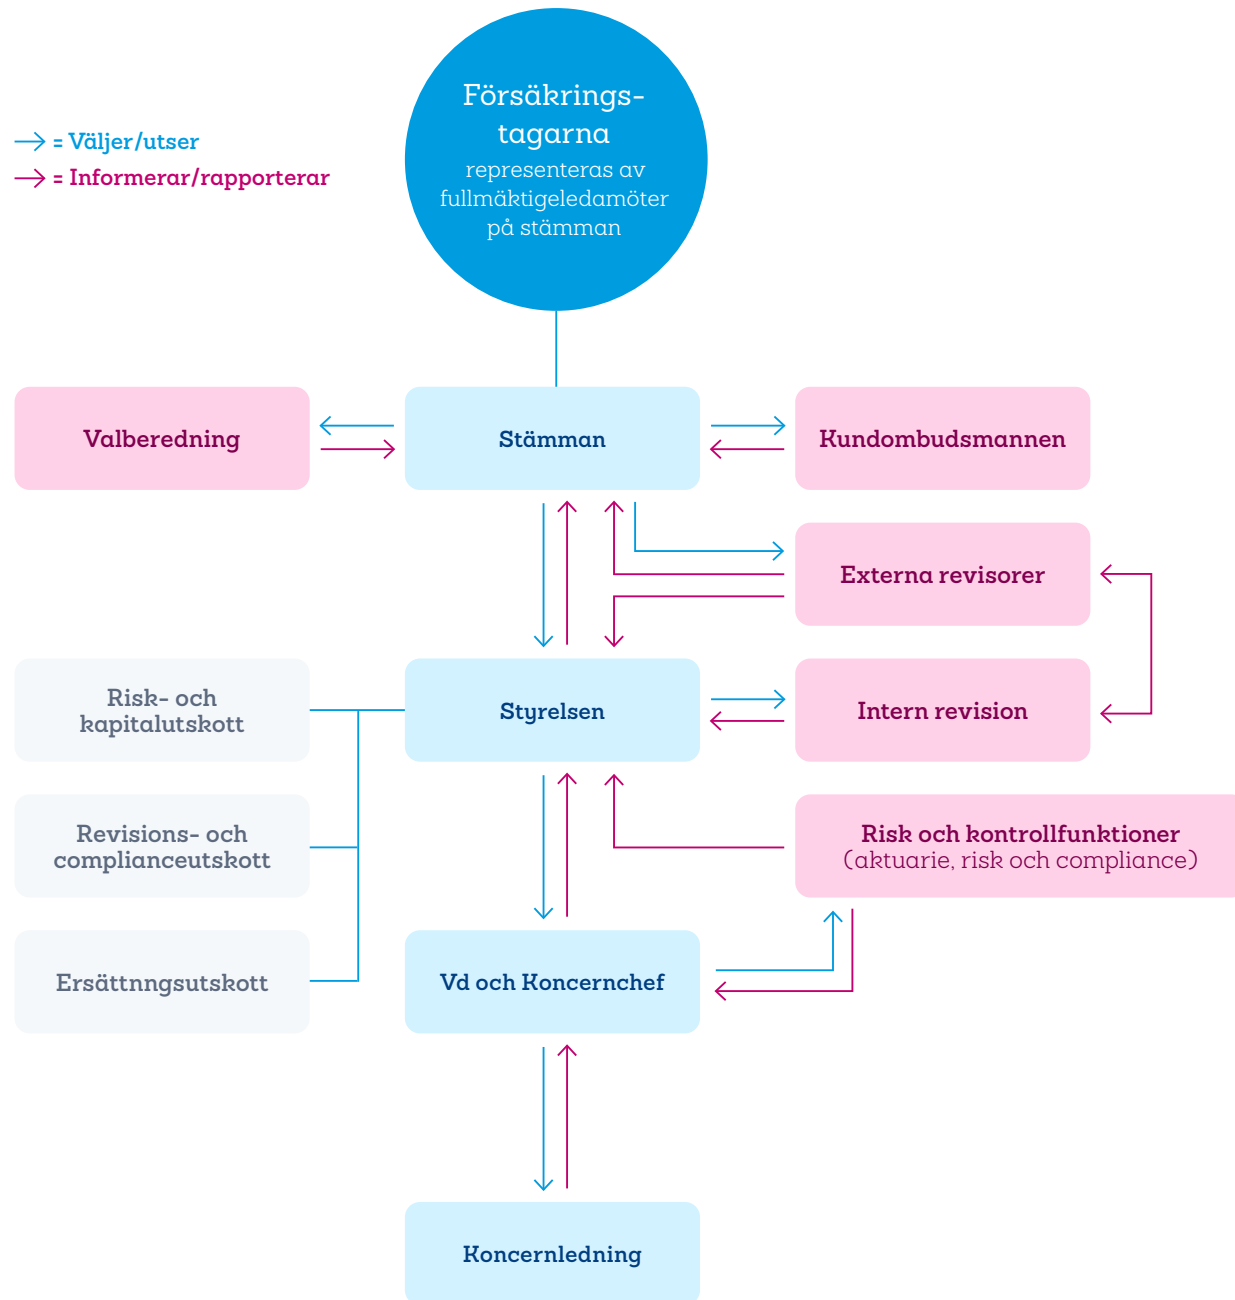 Försäkrings-
tagarna
representeras av
fullmäktigeledamöter
på stämman
= Väljer/utser
= Informerar/rapporterar
Valberedning
Stämman
Kundombudsmannen
Externa revisorer
Risk- och
kapitalutskott
Styrelsen
Intern revision
Revisions- och
complianceutskott
Risk och kontrollfunktioner
(aktuarie, risk och compliance)
Ersättnngsutskott
Vd och Koncernchef
Koncernledning